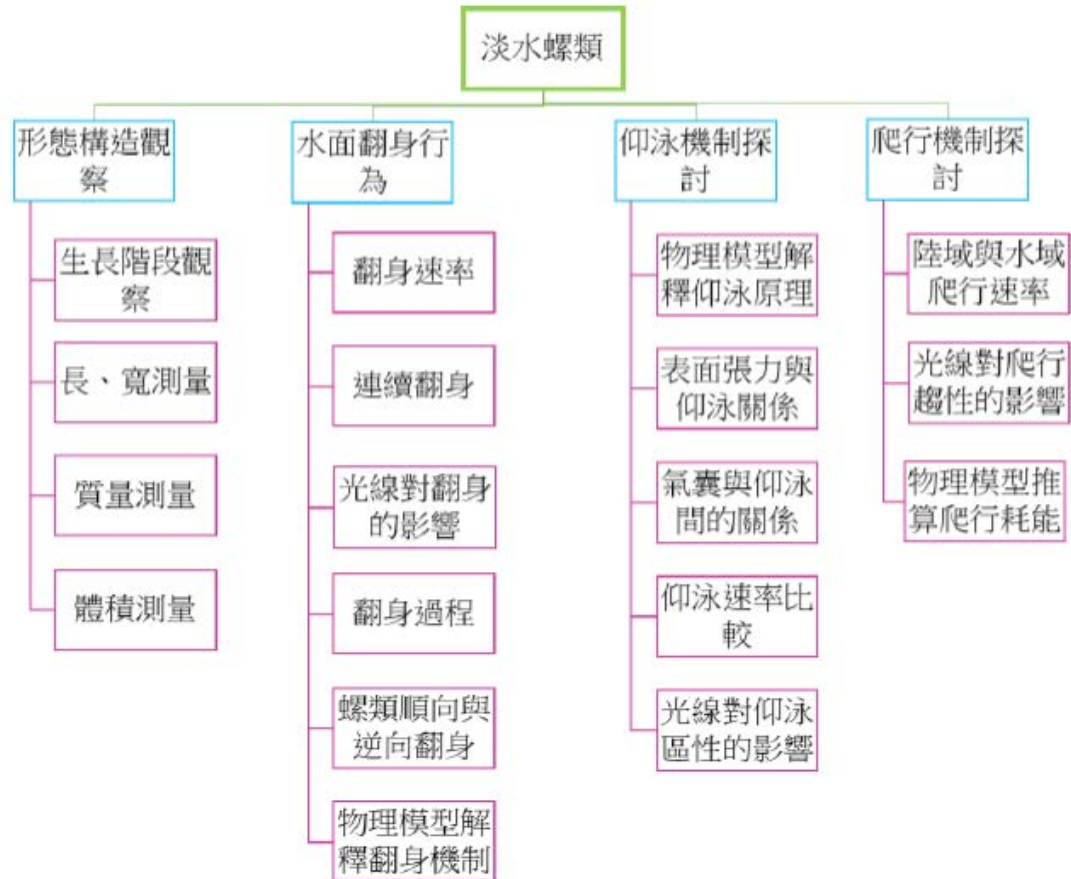 淡水螺類
形態構造觀
察
生長階段觀
察
長、寬測量
質量測量
體積測量
水面翻身行
為
翻身速率
連續翻身
光線對翻身
的影響
翻身過程
螺類順向與
逆向翻身
物理模型解
釋翻身機制
仰泳機制探
討
物理模型解
釋仰泳原理
表面張力與
仰泳關係
氣囊與仰泳
間的關係
仰泳速率比
較
光線對仰泳
區性的影響
爬行機制探
討
陸域與水域
爬行速率
光線對爬行
趨性的影響
物理模型推
算爬行耗能